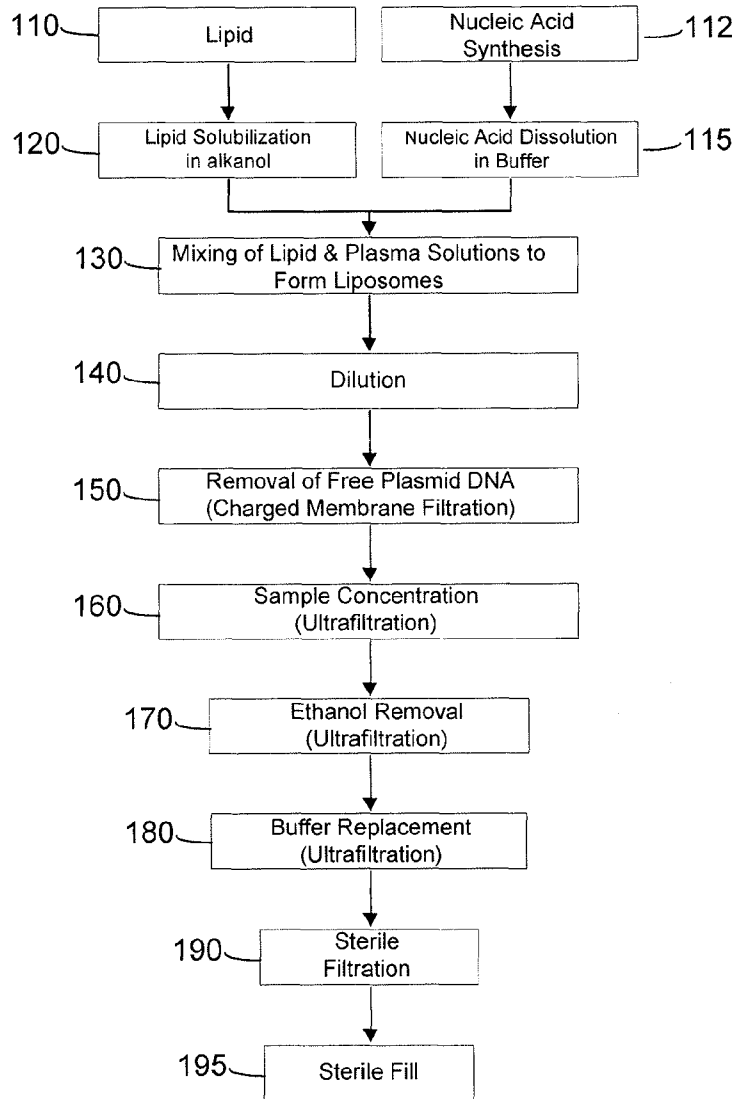 110
Lipid
Nucleic Acid
Synthesis
112
120
Lipid Solubilization
in alkanol
Nucleic Acid Dissolution
in Buffer
115
130
Mixing of Lipid & Plasma Solutions to
Form Liposomes
140
Dilution
150
Removal of Free Plasmid DNA
(Charged Membrane Filtration)
160
Sample Concentration
(Ultrafiltration)
170
Ethanol Removal
(Ultrafiltration)
180
Buffer Replacement
(Ultrafiltration)
190
Sterile
Filtration
195
Sterile Fill